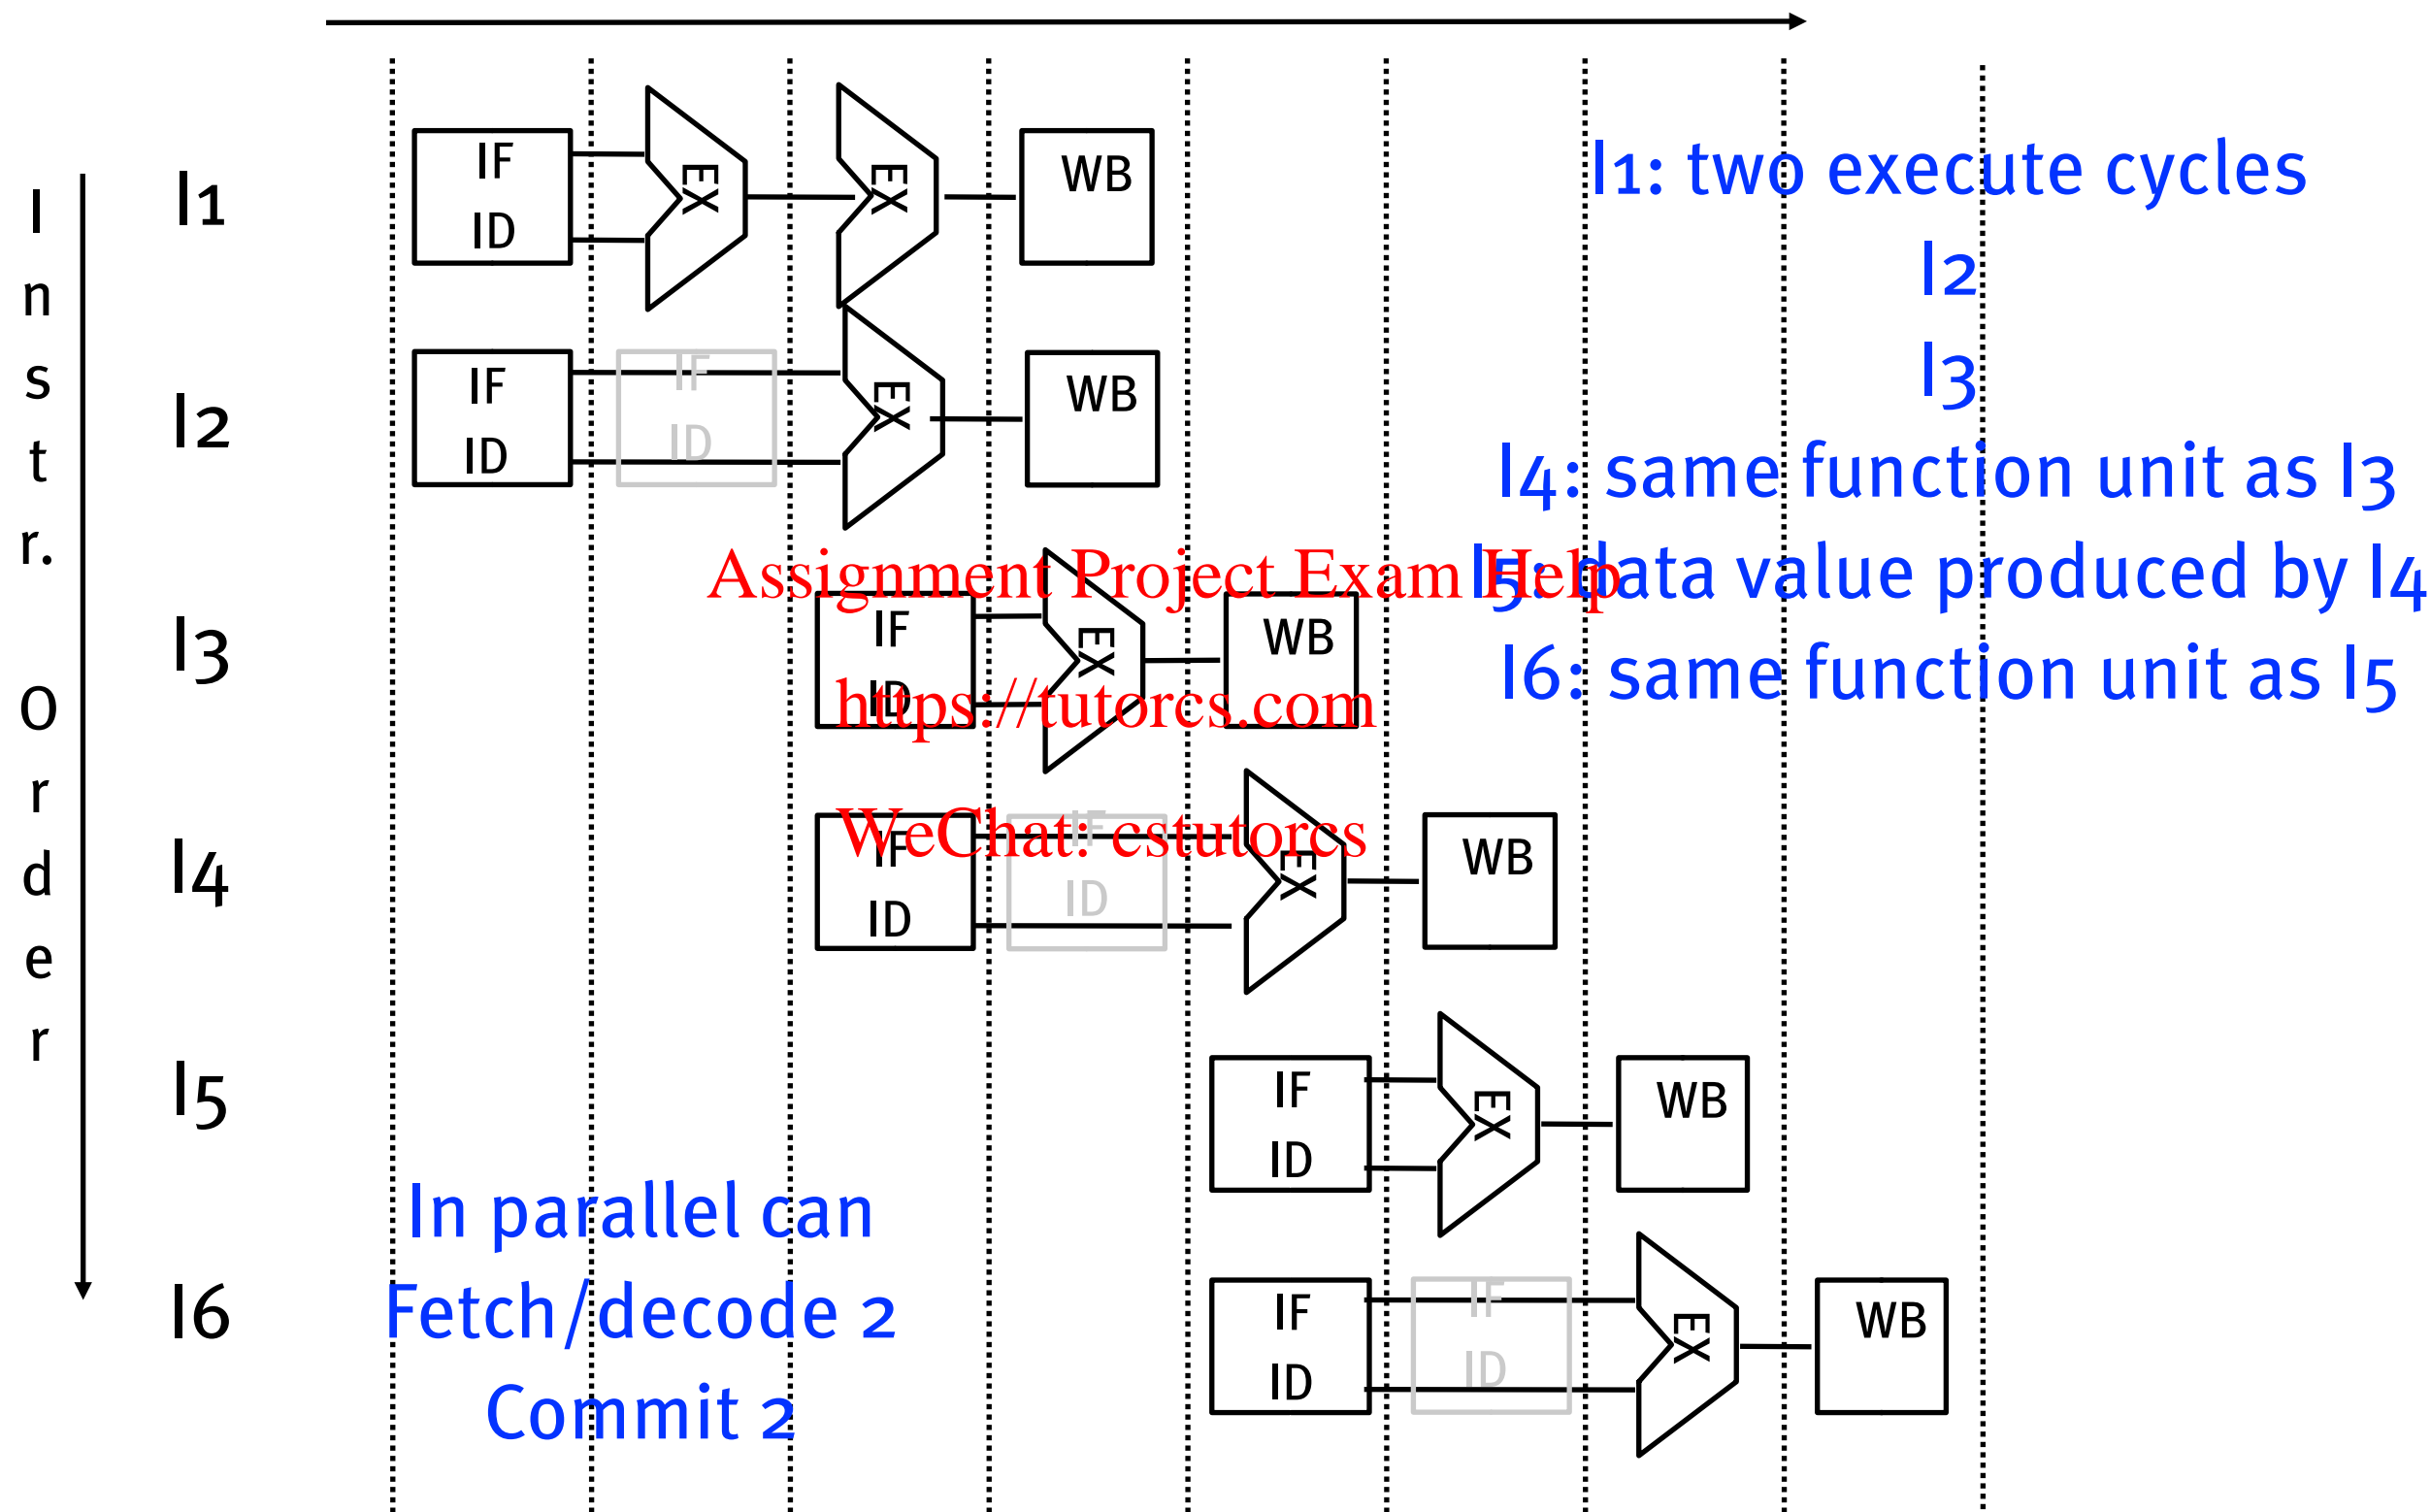 Instr. Order
I1
IF
ID
EX
EX
WB
I1: two execute cycles
I2
I3
I4: same function unit as I3
I5: data value produced by I4
I6: same function unit as I5
I2
IF
ID
IF
ID
EX
WB
Assignment Project Exam Help
I3
IF
ID
EX
WB
https://tutorcs.com
WeChat: cstutorcs
I4
IF
ID
IF
ID
EX
WB
I5
IF
ID
EX
WB
In parallel can
Fetch/decode 2
Commit 2
I6
IF
ID
IF
ID
EX
WB